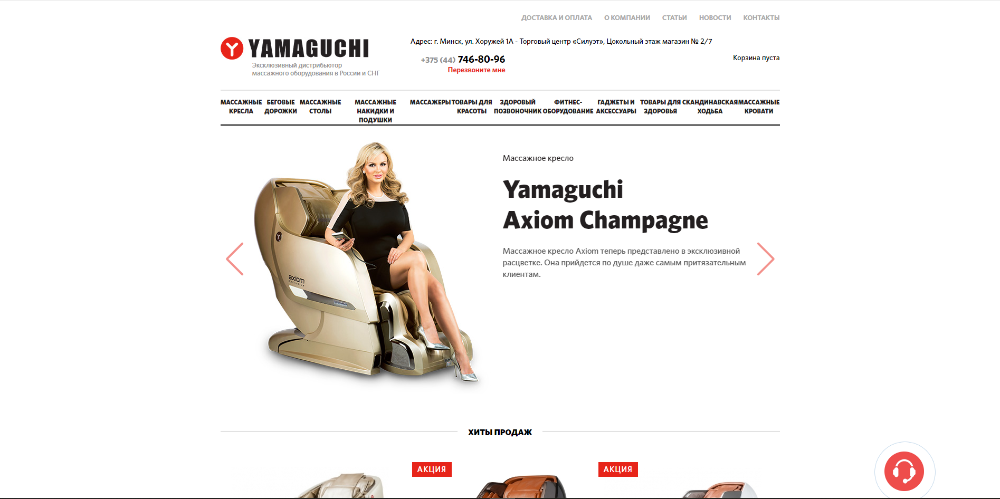 ДОСТАВКА И ОПЛАТА О КОМПАНИИ СТАТЬИ НОВОСТИ КОНТАКТЫ
YAMAGUCHI
Эксклюзивный дистрибьютор
массажного оборудования в России и СНГ
Адрес: г. Минск, ул. Хоружей 1А - Торговый центр «Силуэт», Цокольный этаж магазин № 2/7
+375 (44) 746-80-96
Перезвоните мне
Корзина пуста
МАССАЖНЫЕ
КРЕСЛА
БЕГОВЫЕ
ДОРОЖКИ
МАССАЖНЫЕ
СТОЛЫ
МАССАЖНЫЕ
НАКИДКИ И
ПОДУШКИ
МАССАЖЕРЫ
ТОВАРЫ ДЛЯ
КРАСОТЫ
ЗДОРОВЫЙ
ПОЗВОНОЧНИК
ФИТНЕС-
ОБОРУДОВАНИЕ
ГАДЖЕТЫ И
АКСЕССУАРЫ
ТОВАРЫ ДЛЯ
ЗДОРОВЬЯ
СКАНДИНАВСКАЯ
ХОДЬБА
МАССАЖНЫЕ
КРОВАТИ
axiom
exclusive
YAMAGUCHI
Массажное кресло
Yamaguchi
Axiom Champagne
Массажное кресло Axiom теперь представлено в эксклюзивной
расцветке. Она прийдется по душе даже самым притязательным
клиентам.
ХИТЫ ПРОДАЖ
АКЦИЯ
АКЦИЯ